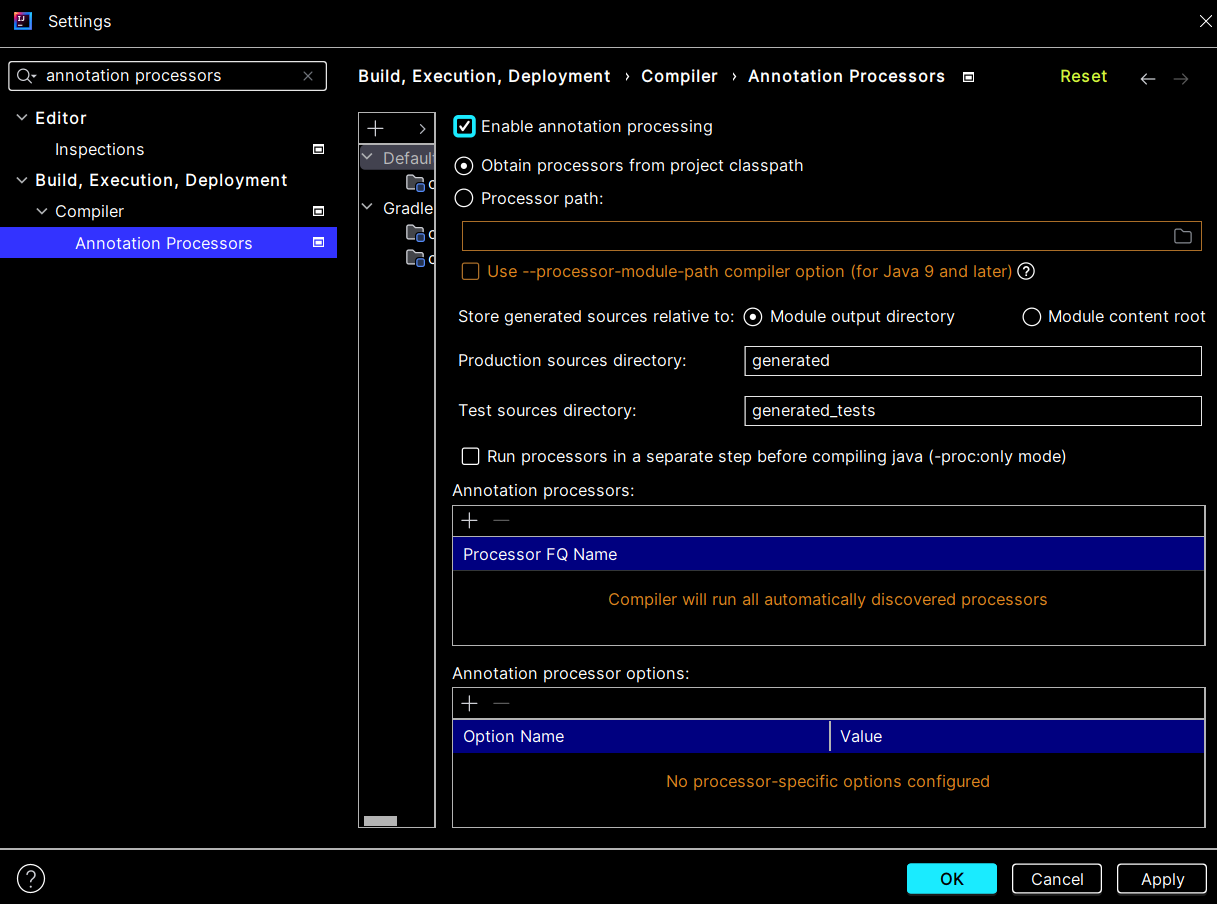 Settings
annotation processors
Editor
Inspections
Build, Execution, Deployment
Compiler
Annotation Processors
Build, Execution, Deployment › Compiler › Annotation Processors
Reset
Enable annotation processing
Obtain processors from project classpath
Processor path:
Use --processor-module-path compiler option (for Java 9 and later)
Store generated sources relative to: Module output directory Module content root
Production sources directory: generated
Test sources directory: generated_tests
Run processors in a separate step before compiling java (-proc:only mode)
Annotation processors:
Processor FQ Name
Compiler will run all automatically discovered processors
Annotation processor options:
Option Name Value
No processor-specific options configured
OK Cancel Apply